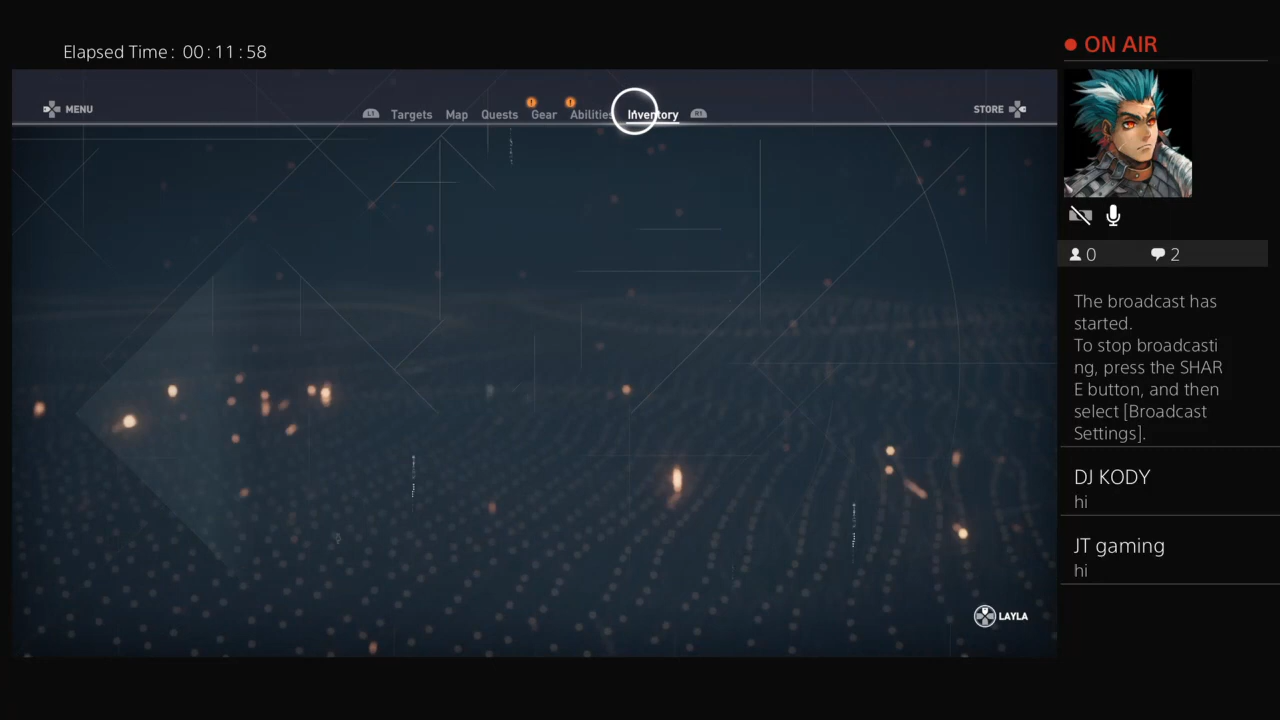 Elapsed Time: 00:11:58
ON AIR
MENU
L1 Targets Map Quests Gear Abilities Inventory R1
STORE
0 2
The broadcast has
started.
To stop broadcasti
ng, press the SHAR
E button, and then
select [Broadcast
Settings].
DJ KODY
hi
JT gaming
hi
LAYLA